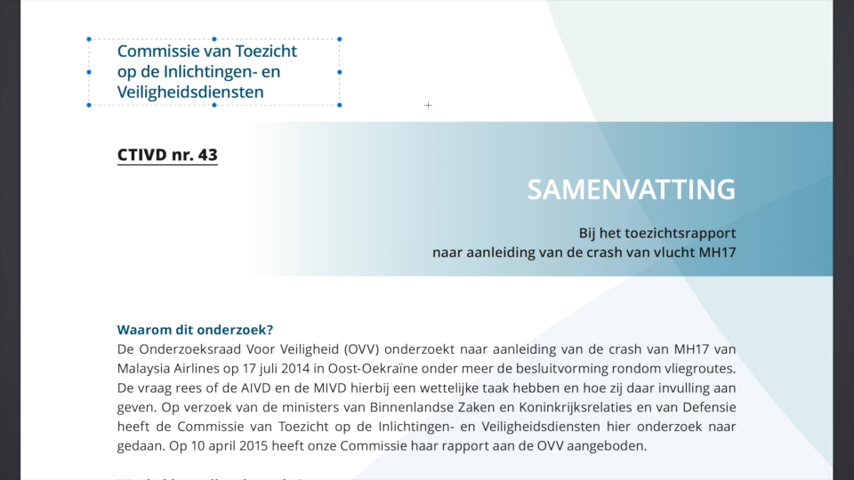 Commissie van Toezicht
op de Inlichtingen- en
Veiligheidsdiensten
CTIVD nr. 43
SAMENVATTING
Bij het toezichtsrapport
naar aanleiding van de crash van vlucht MH17
Waarom dit onderzoek?
De Onderzoeksraad Voor Veiligheid (OVV) onderzoekt naar aanleiding van de crash van MH17 van
Malaysia Airlines op 17 juli 2014 in Oost-Oekraïne onder meer de besluitvorming rondom vliegroutes.
De vraag rees of de AIVD en de MIVD hierbij een wettelijke taak hebben en hoe zij daar invulling aan
geven. Op verzoek van de ministers van Binnenlandse Zaken en Koninkrijksrelaties en van Defensie
heeft de Commissie van Toezicht op de Inlichtingen- en Veiligheidsdiensten hier onderzoek naar
gedaan. Op 10 april 2015 heeft onze Commissie haar rapport aan de OVV aangeboden.